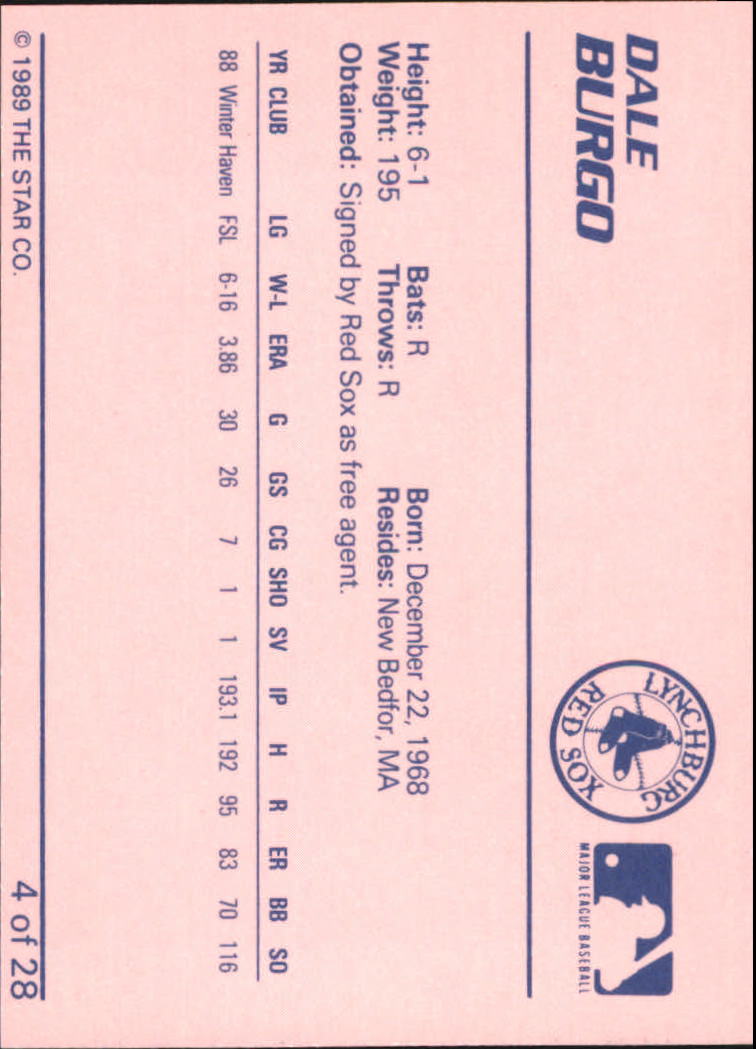 DALE
BURGO
LYNCHBURG
RED SOX
MAJOR LEAGUE BASEBALL
Height: 6-1 Bats: R Born: December 22, 1968
Weight: 195 Throws: R Resides: New Bedfor, MA
Obtained: Signed by Red Sox as free agent.
YR CLUB LG W-L ERA G GS CG SHO SV IP H R ER BB SO
88 Winter Haven FSL 6-16 3.86 30 26 7 1 1 193.1 192 95 83 70 116
© 1989 THE STAR CO. 4 of 28